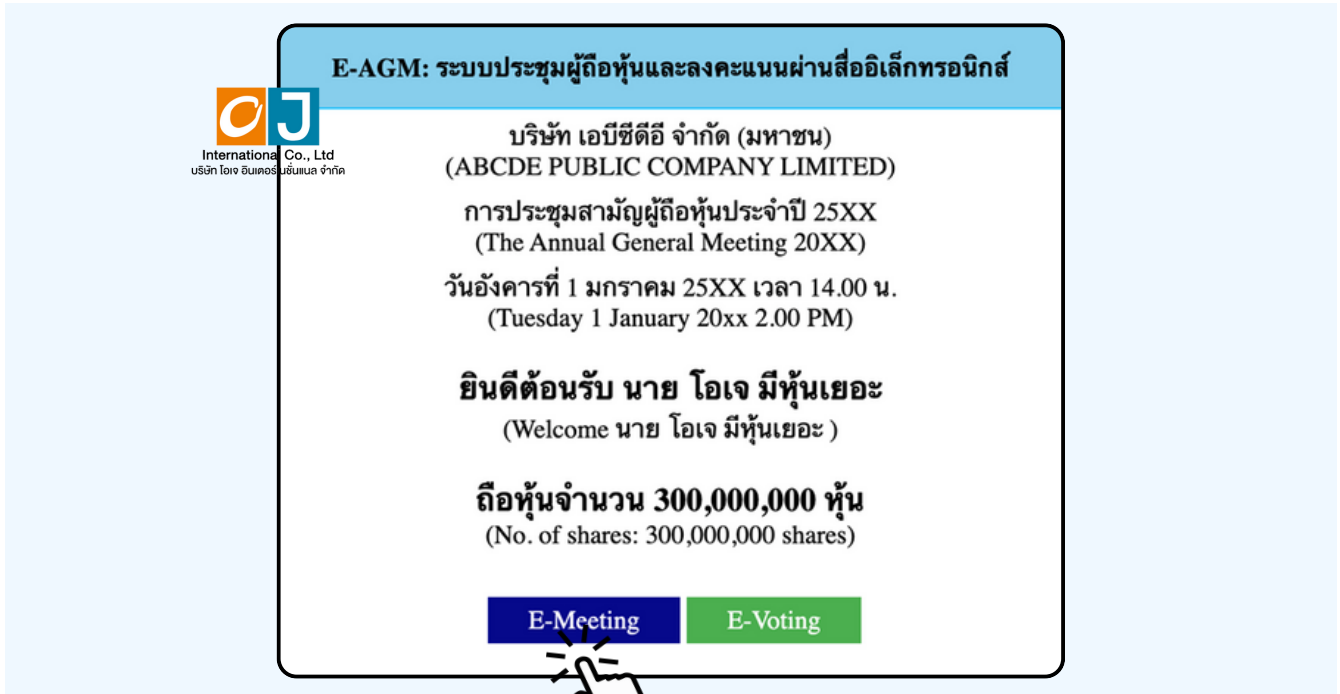 E-AGM: ระบบประชุมผู้ถือหุ้นและลงคะแนนผ่านสื่ออิเล็กทรอนิกส์
OJ
International Co., Ltd
บริษัท โอเจ อินเตอร์เนชั่นแนล จำกัด
บริษัท เอบีซีดีอี จำกัด (มหาชน)
(ABCDE PUBLIC COMPANY LIMITED)
การประชุมสามัญผู้ถือหุ้นประจำปี 25XX
(The Annual General Meeting 20XX)
วันอังคารที่ 1 มกราคม 25XX เวลา 14.00 น.
(Tuesday 1 January 20xx 2.00 PM)
ยินดีต้อนรับ นาย โอเจ มีหุ้นเยอะ
(Welcome นาย โอเจ มีหุ้นเยอะ )
ถือหุ้นจำนวน 300,000,000 หุ้น
(No. of shares: 300,000,000 shares)
E-Meeting E-Voting